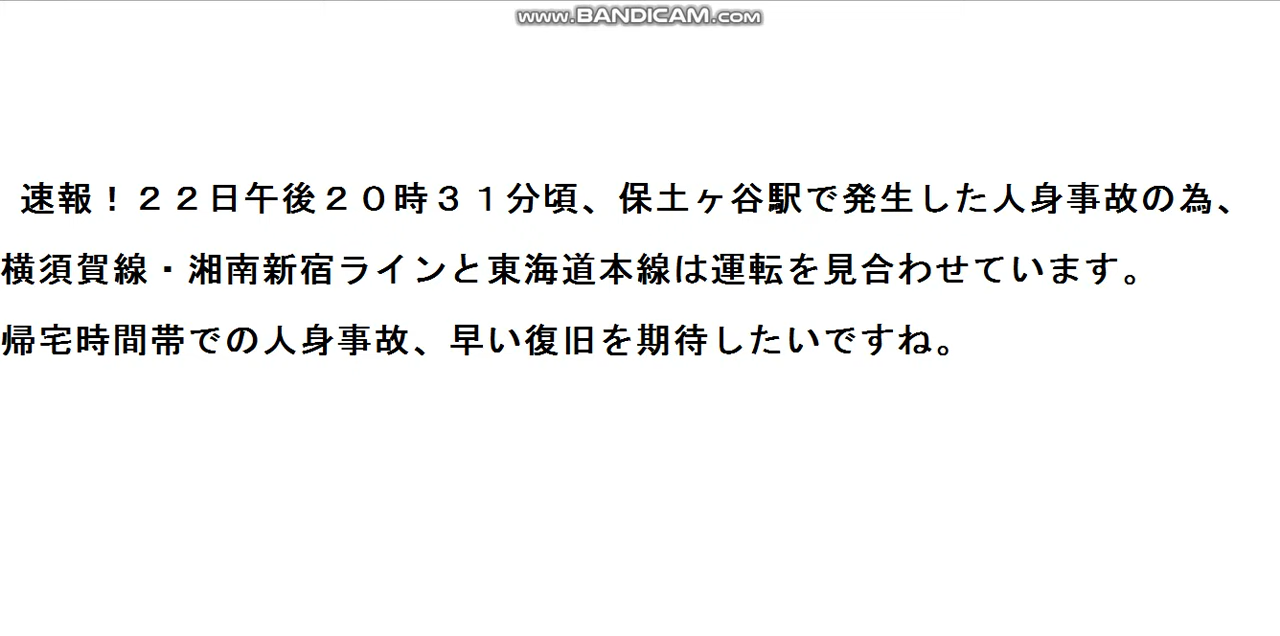 www.BANDICAM.com
速報！２２日午後２０時３１分頃、保土ヶ谷駅で発生した人身事故の為、
横須賀線・湘南新宿ラインと東海道本線は運転を見合わせています。
帰宅時間帯での人身事故、早い復旧を期待したいですね。